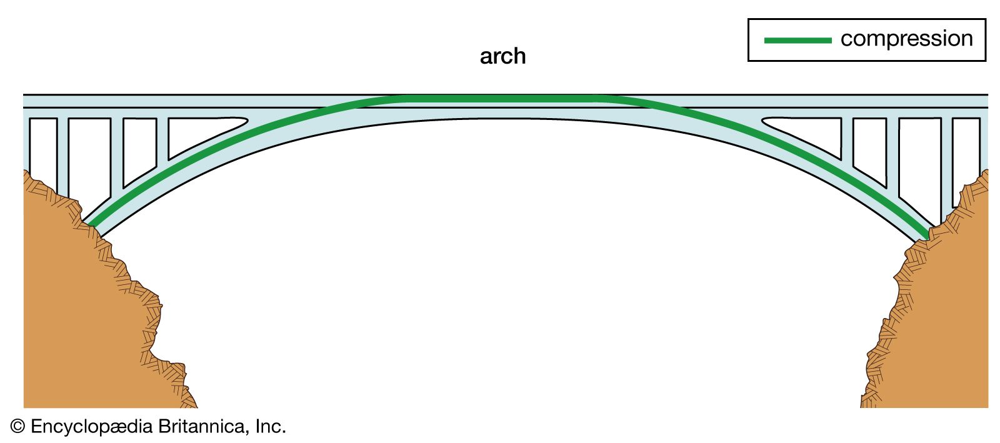 compression
arch
© Encyclopædia Britannica, Inc.